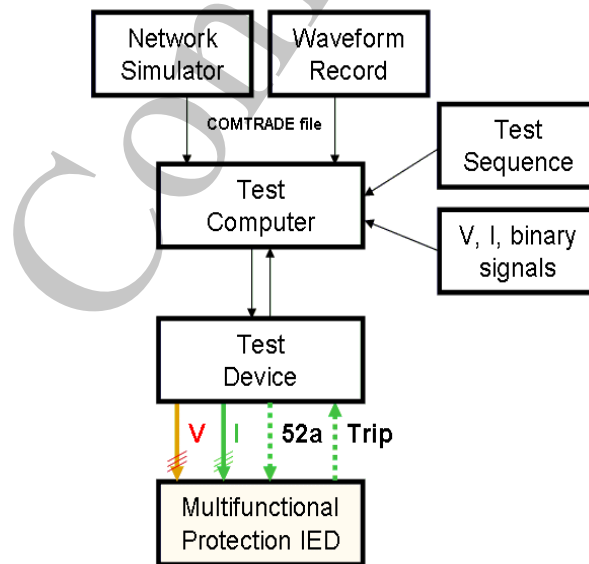 Network
Simulator
Waveform
Record
COMTRADE file
Test
Sequence
Test
Computer
V, I, binary
signals
Test
Device
V
I
52a
Trip
Multifunctional
Protection IED